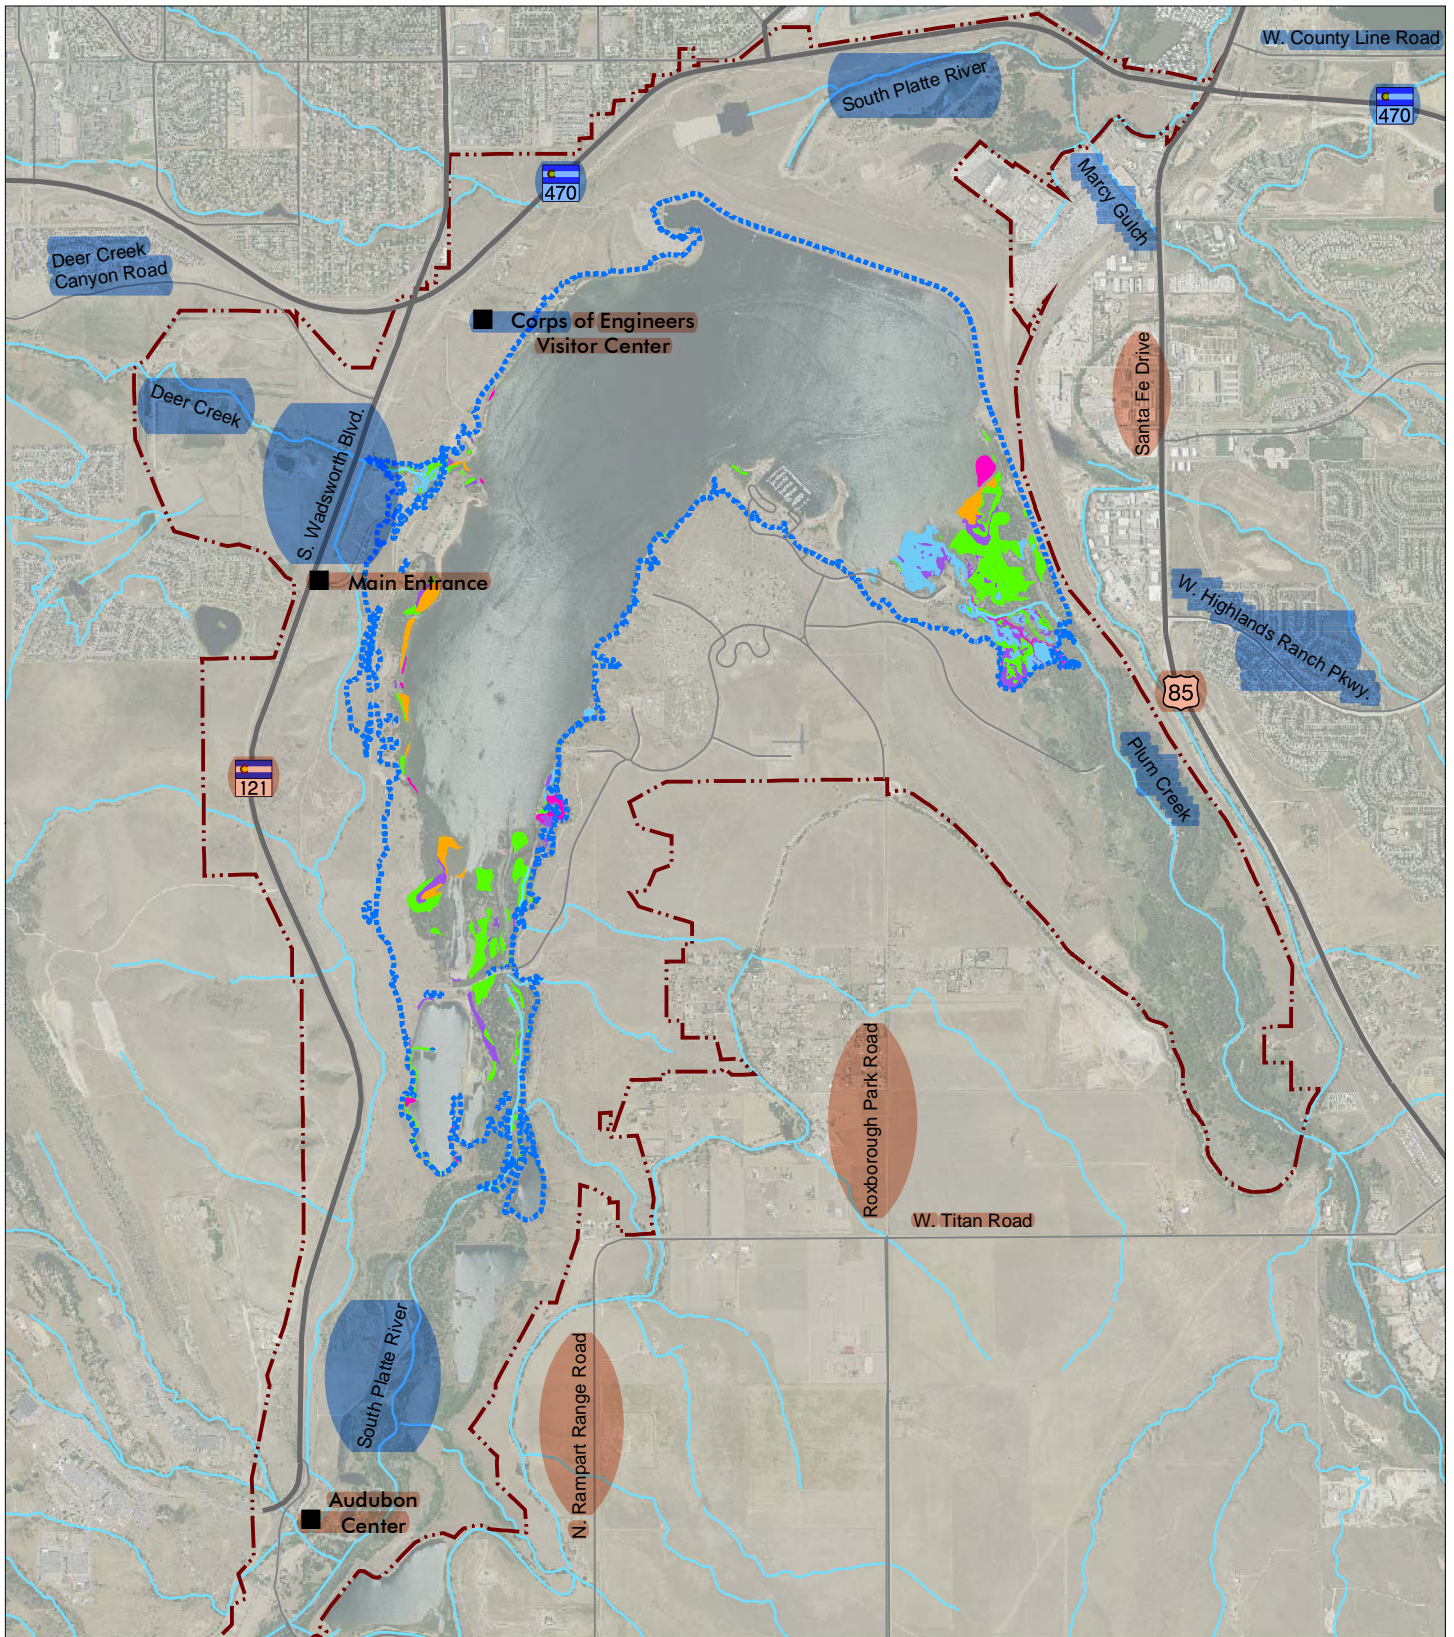 W. County Line Road
South Platte River
470
470
Marcy Gulch
Deer Creek
Canyon Road
Corps of Engineers
Visitor Center
Santa Fe Drive
Deer Creek
S. Wadsworth Blvd.
Main Entrance
W. Highlands Ranch Pkwy.
85
121
Plum Creek
Roxborough Park Road
W. Titan Road
South Platte River
N. Rampart Range Road
Audubon
Center